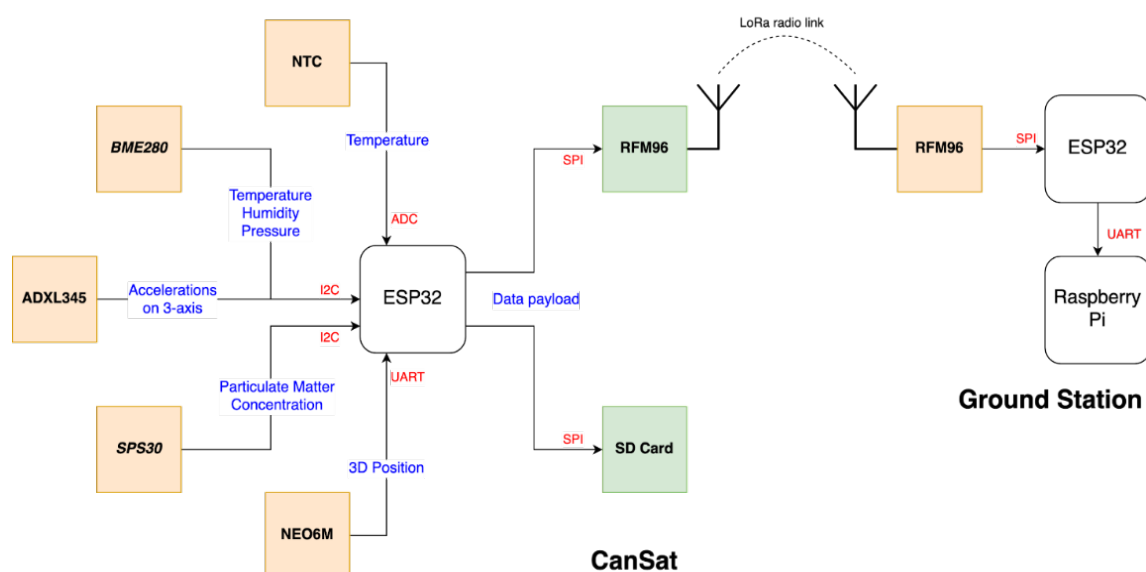 LoRa radio link
NTC
BME280
Temperature
RFM96
SPI
RFM96
SPI
ESP32
Temperature
Humidity
Pressure
ADC
UART
ADXL345
Accelerations
on 3-axis
I2C
ESP32
Data payload
Raspberry
Pi
I2C
Particulate Matter
Concentration
UART
Ground Station
SPS30
3D Position
SPI
SD Card
NEO6M
CanSat